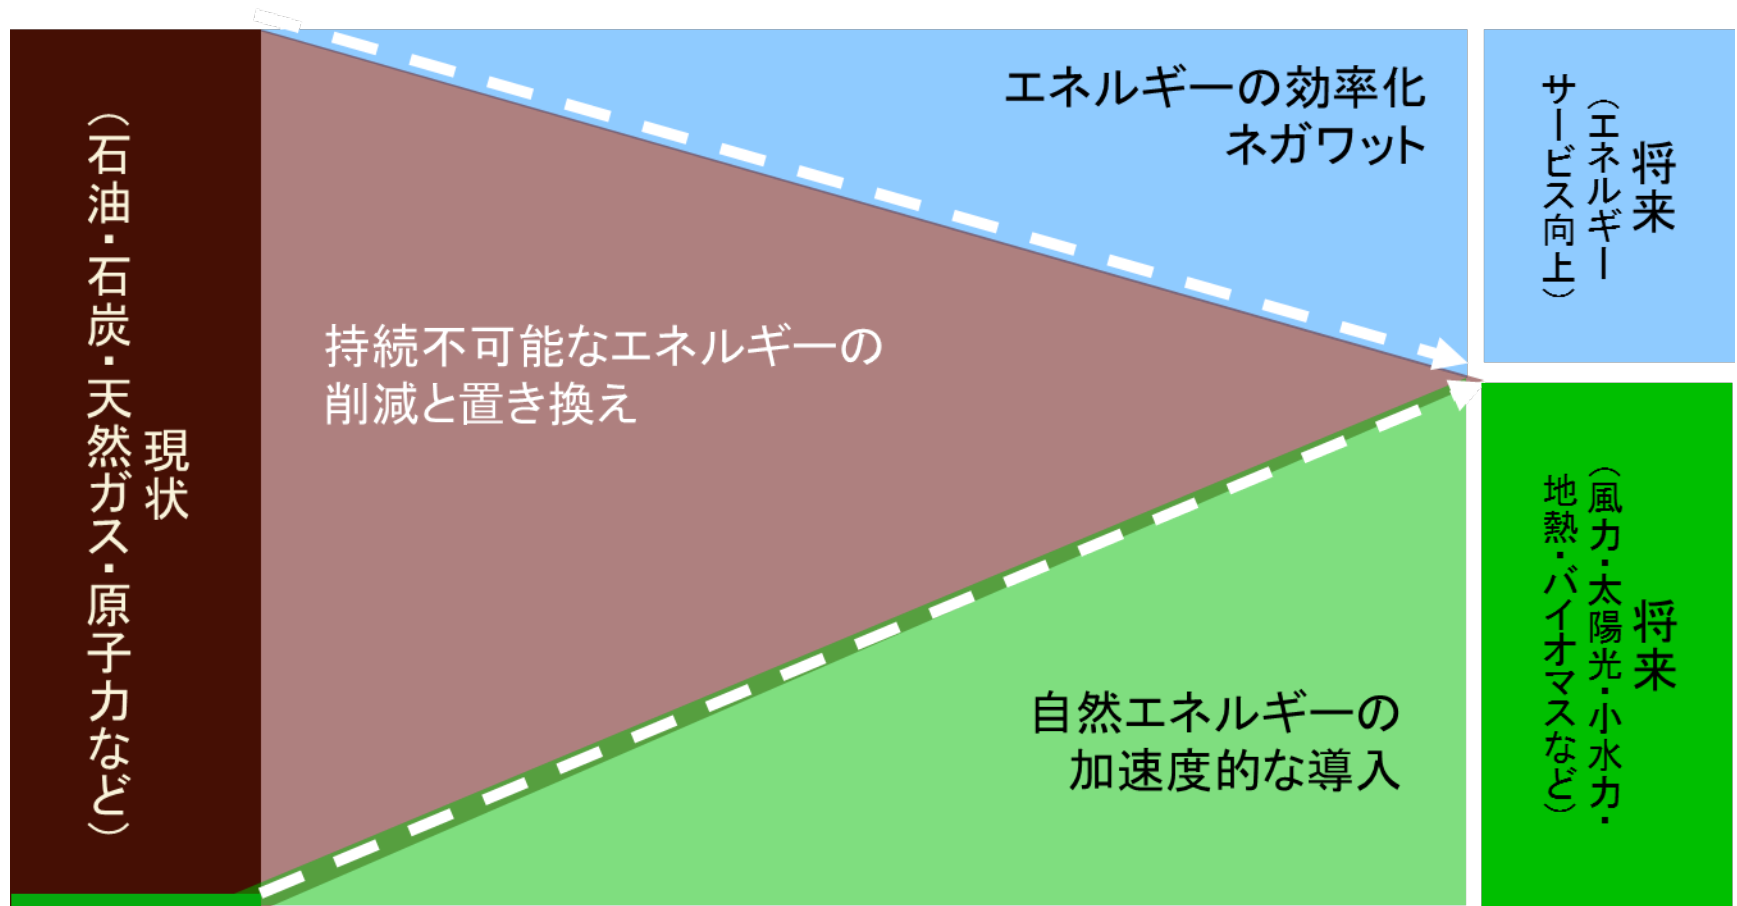 現状
（石油・石炭・天然ガス・原子力など）
持続不可能なエネルギーの
削減と置き換え
エネルギーの効率化
ネガワット
自然エネルギーの
加速度的な導入
将来
（エネルギー
サービス向上）
将来
（風力・太陽光・小水力・
地熱・バイオマスなど）